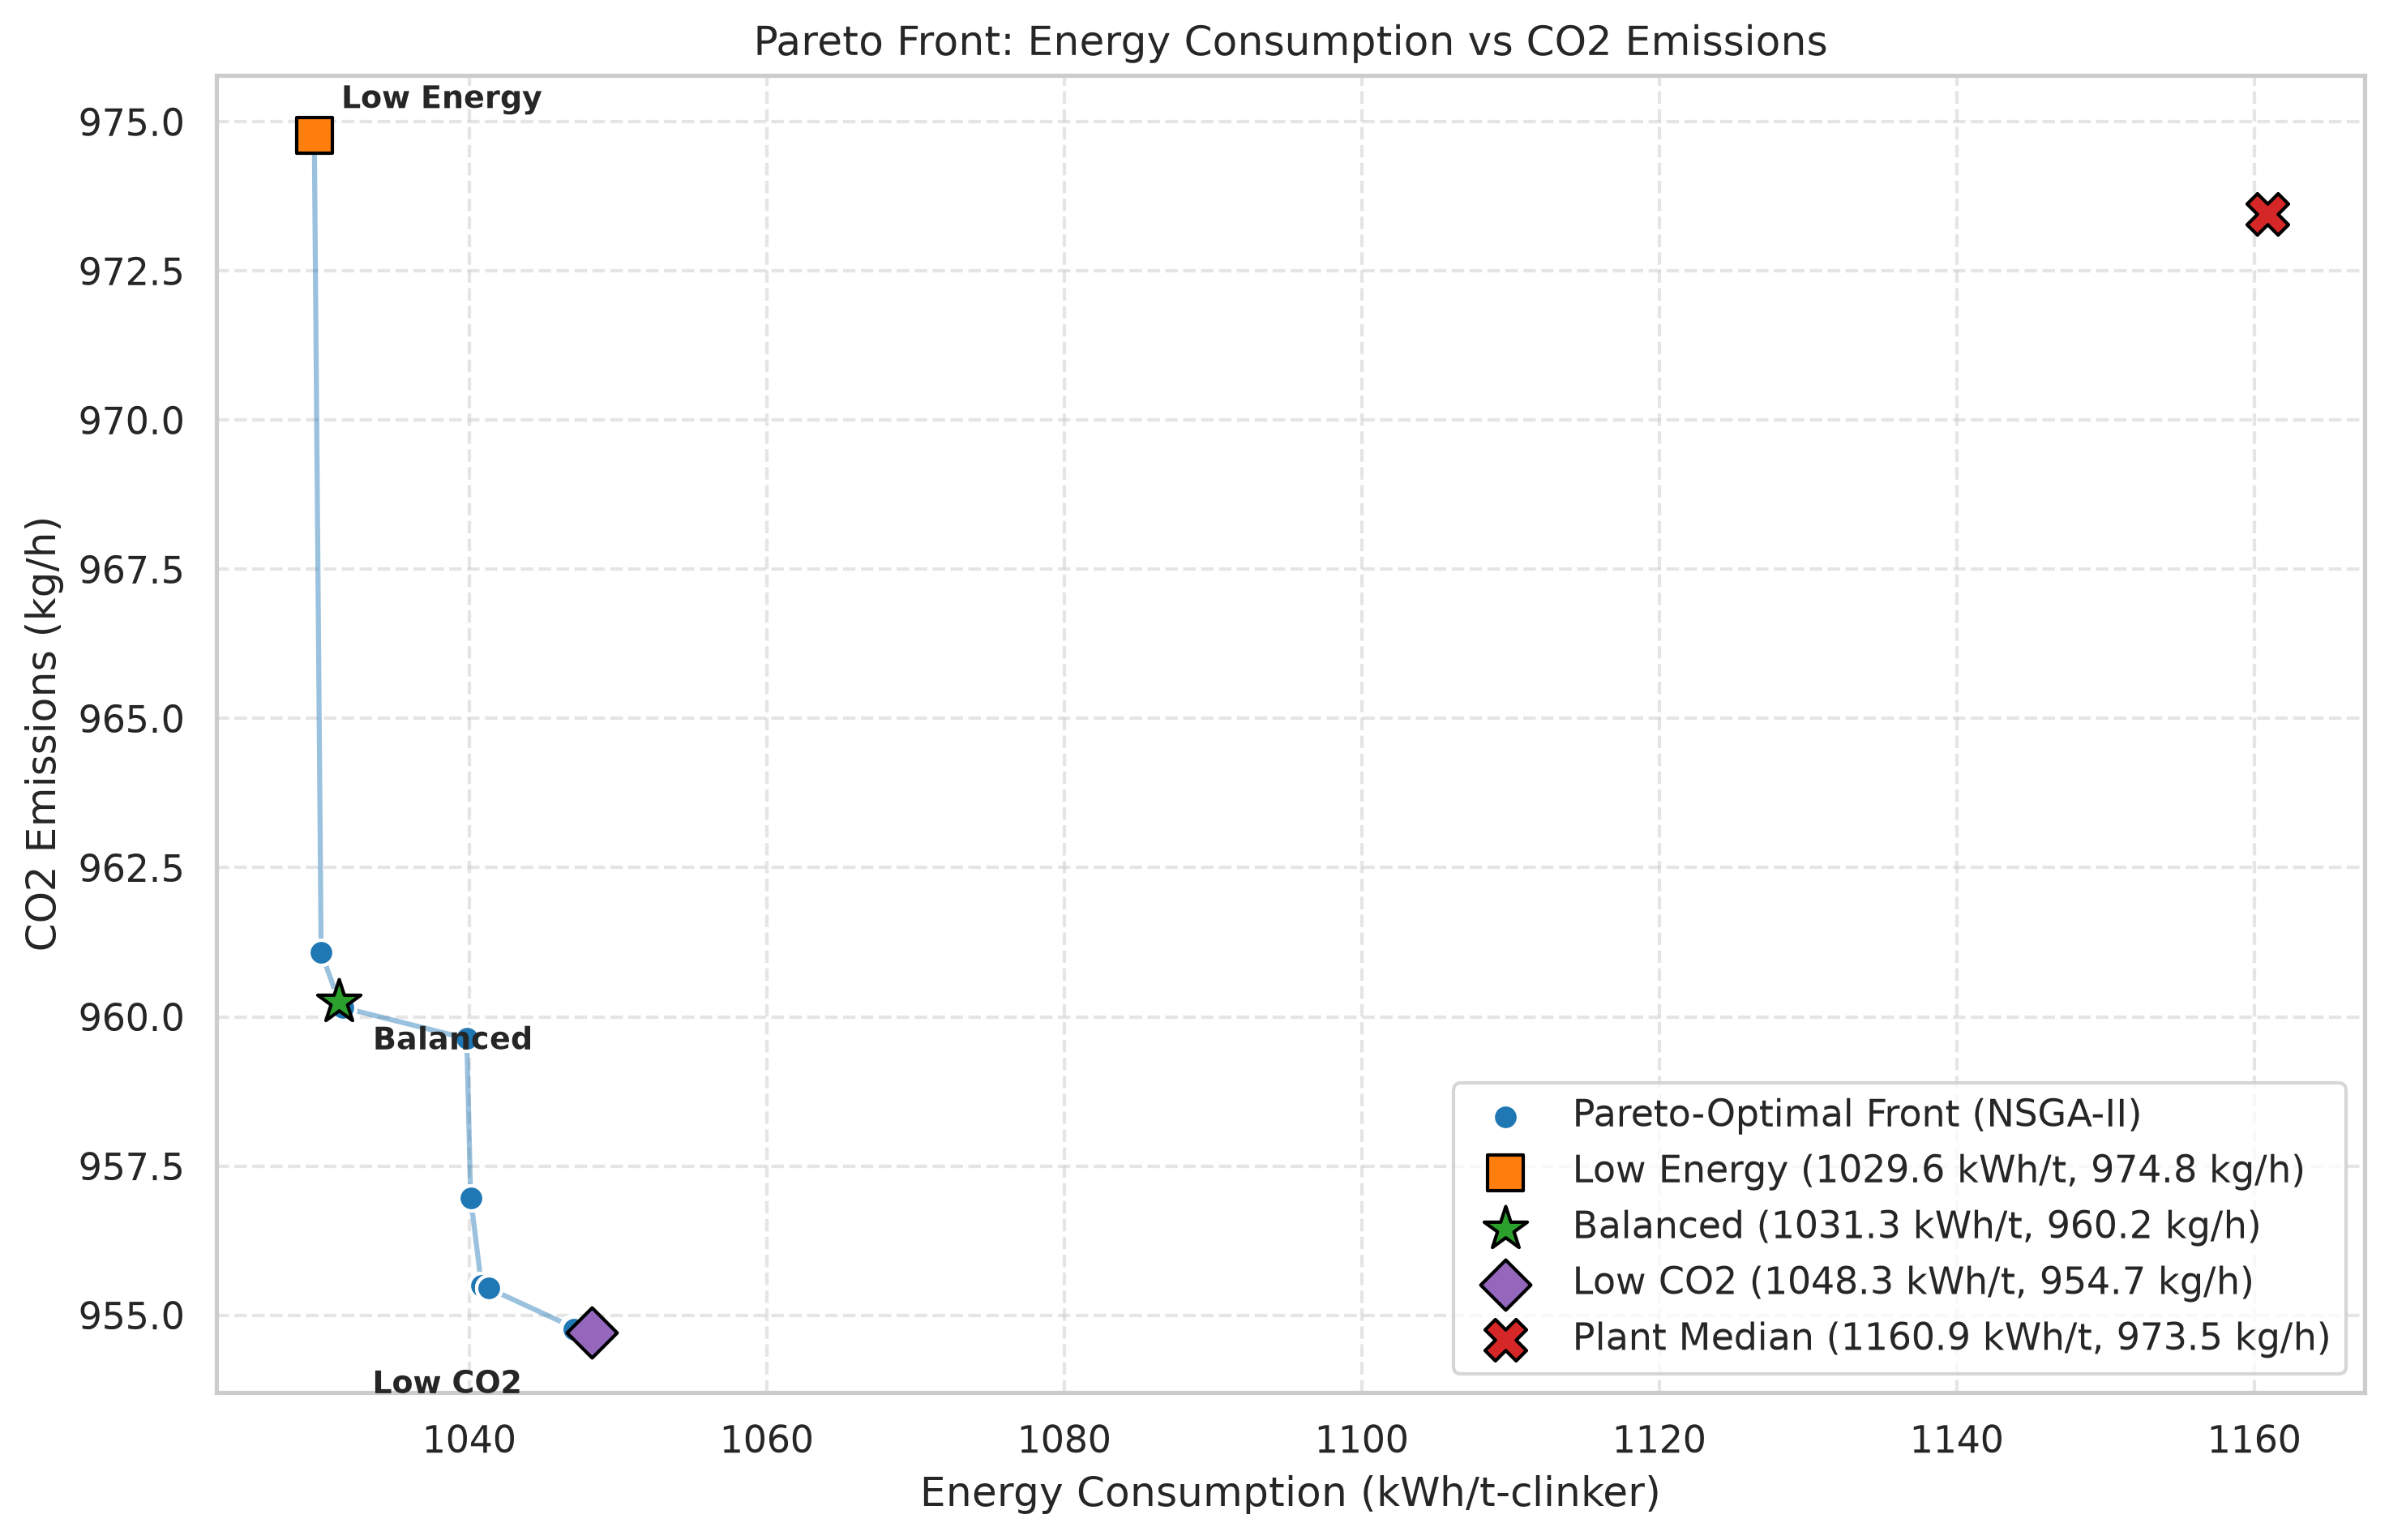 Pareto Front: Energy Consumption vs CO2 Emissions
Low Energy
975.0
972.5
970.0
967.5
965.0
962.5
960.0
957.5
955.0
CO2 Emissions (kg/h)
Balanced
Low CO2
Pareto-Optimal Front (NSGA-II)
Low Energy (1029.6 kWh/t, 974.8 kg/h)
Balanced (1031.3 kWh/t, 960.2 kg/h)
Low CO2 (1048.3 kWh/t, 954.7 kg/h)
Plant Median (1160.9 kWh/t, 973.5 kg/h)
1040 1060 1080 1100 1120 1140 1160
Energy Consumption (kWh/t-clinker)